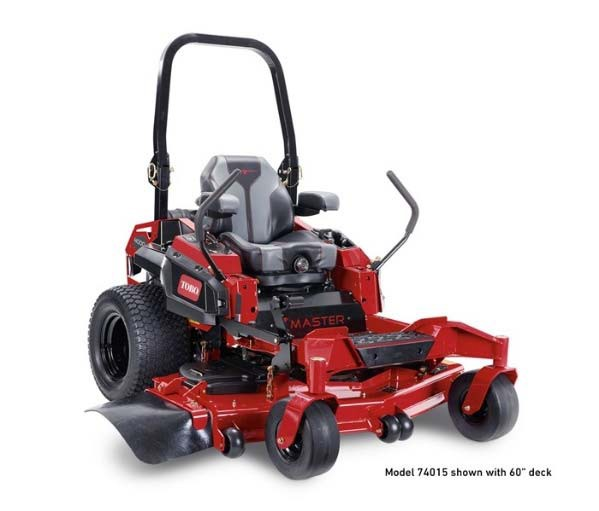 TORO
MASTER
Model 74015 shown with 60" deck